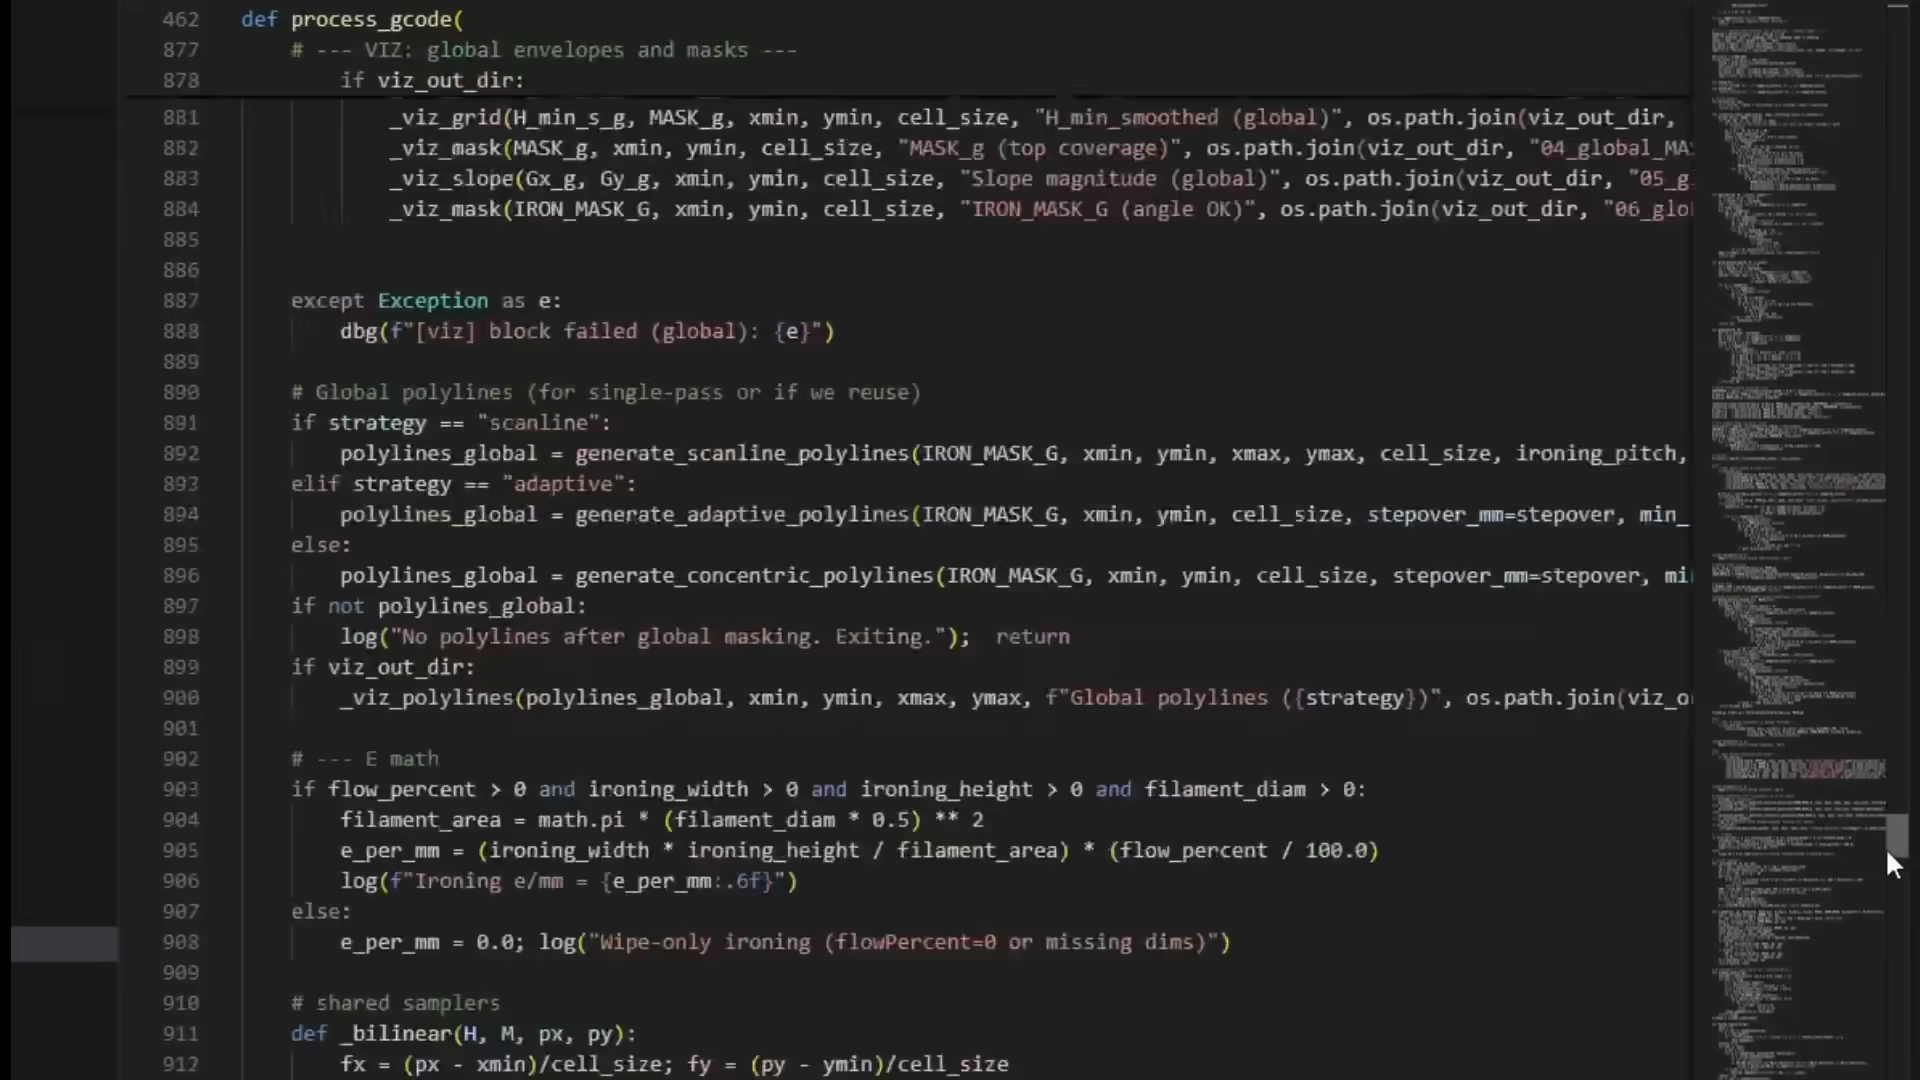 462 def process_gcode(
877 # --- VIZ: global envelopes and masks ---
878 if viz_out_dir:
881 _viz_grid(H_min_s_g, MASK_g, xmin, ymin, cell_size, "H_min_smoothed (global)", os.path.join(viz_out_dir,
882 _viz_mask(MASK_g, xmin, ymin, cell_size, "MASK_g (top coverage)", os.path.join(viz_out_dir, "04_global_MA
883 _viz_slope(Gx_g, Gy_g, xmin, ymin, cell_size, "Slope magnitude (global)", os.path.join(viz_out_dir, "05_g
884 _viz_mask(IRON_MASK_G, xmin, ymin, cell_size, "IRON_MASK_G (angle OK)", os.path.join(viz_out_dir, "06_glo
885
886
887 except Exception as e:
888 dbg(f"[viz] block failed (global): {e}")
889
890 # Global polylines (for single-pass or if we reuse)
891 if strategy == "scanline":
892 polylines_global = generate_scanline_polylines(IRON_MASK_G, xmin, ymin, xmax, ymax, cell_size, ironing_pitch,
893 elif strategy == "adaptive":
894 polylines_global = generate_adaptive_polylines(IRON_MASK_G, xmin, ymin, cell_size, stepover_mm=stepover, min_
895 else:
896 polylines_global = generate_concentric_polylines(IRON_MASK_G, xmin, ymin, cell_size, stepover_mm=stepover, mi
897 if not polylines_global:
898 log("No polylines after global masking. Exiting."); return
899 if viz_out_dir:
900 _viz_polylines(polylines_global, xmin, ymin, xmax, ymax, f"Global polylines ({strategy})", os.path.join(viz_o
901
902 # --- E math
903 if flow_percent > 0 and ironing_width > 0 and ironing_height > 0 and filament_diam > 0:
904 filament_area = math.pi * (filament_diam * 0.5) ** 2
905 e_per_mm = (ironing_width * ironing_height / filament_area) * (flow_percent / 100.0)
906 log(f"Ironing e/mm = {e_per_mm:.6f}")
907 else:
908 e_per_mm = 0.0; log("Wipe-only ironing (flowPercent=0 or missing dims)")
909
910 # shared samplers
911 def _bilinear(H, M, px, py):
912 fx = (px - xmin)/cell_size; fy = (py - ymin)/cell_size